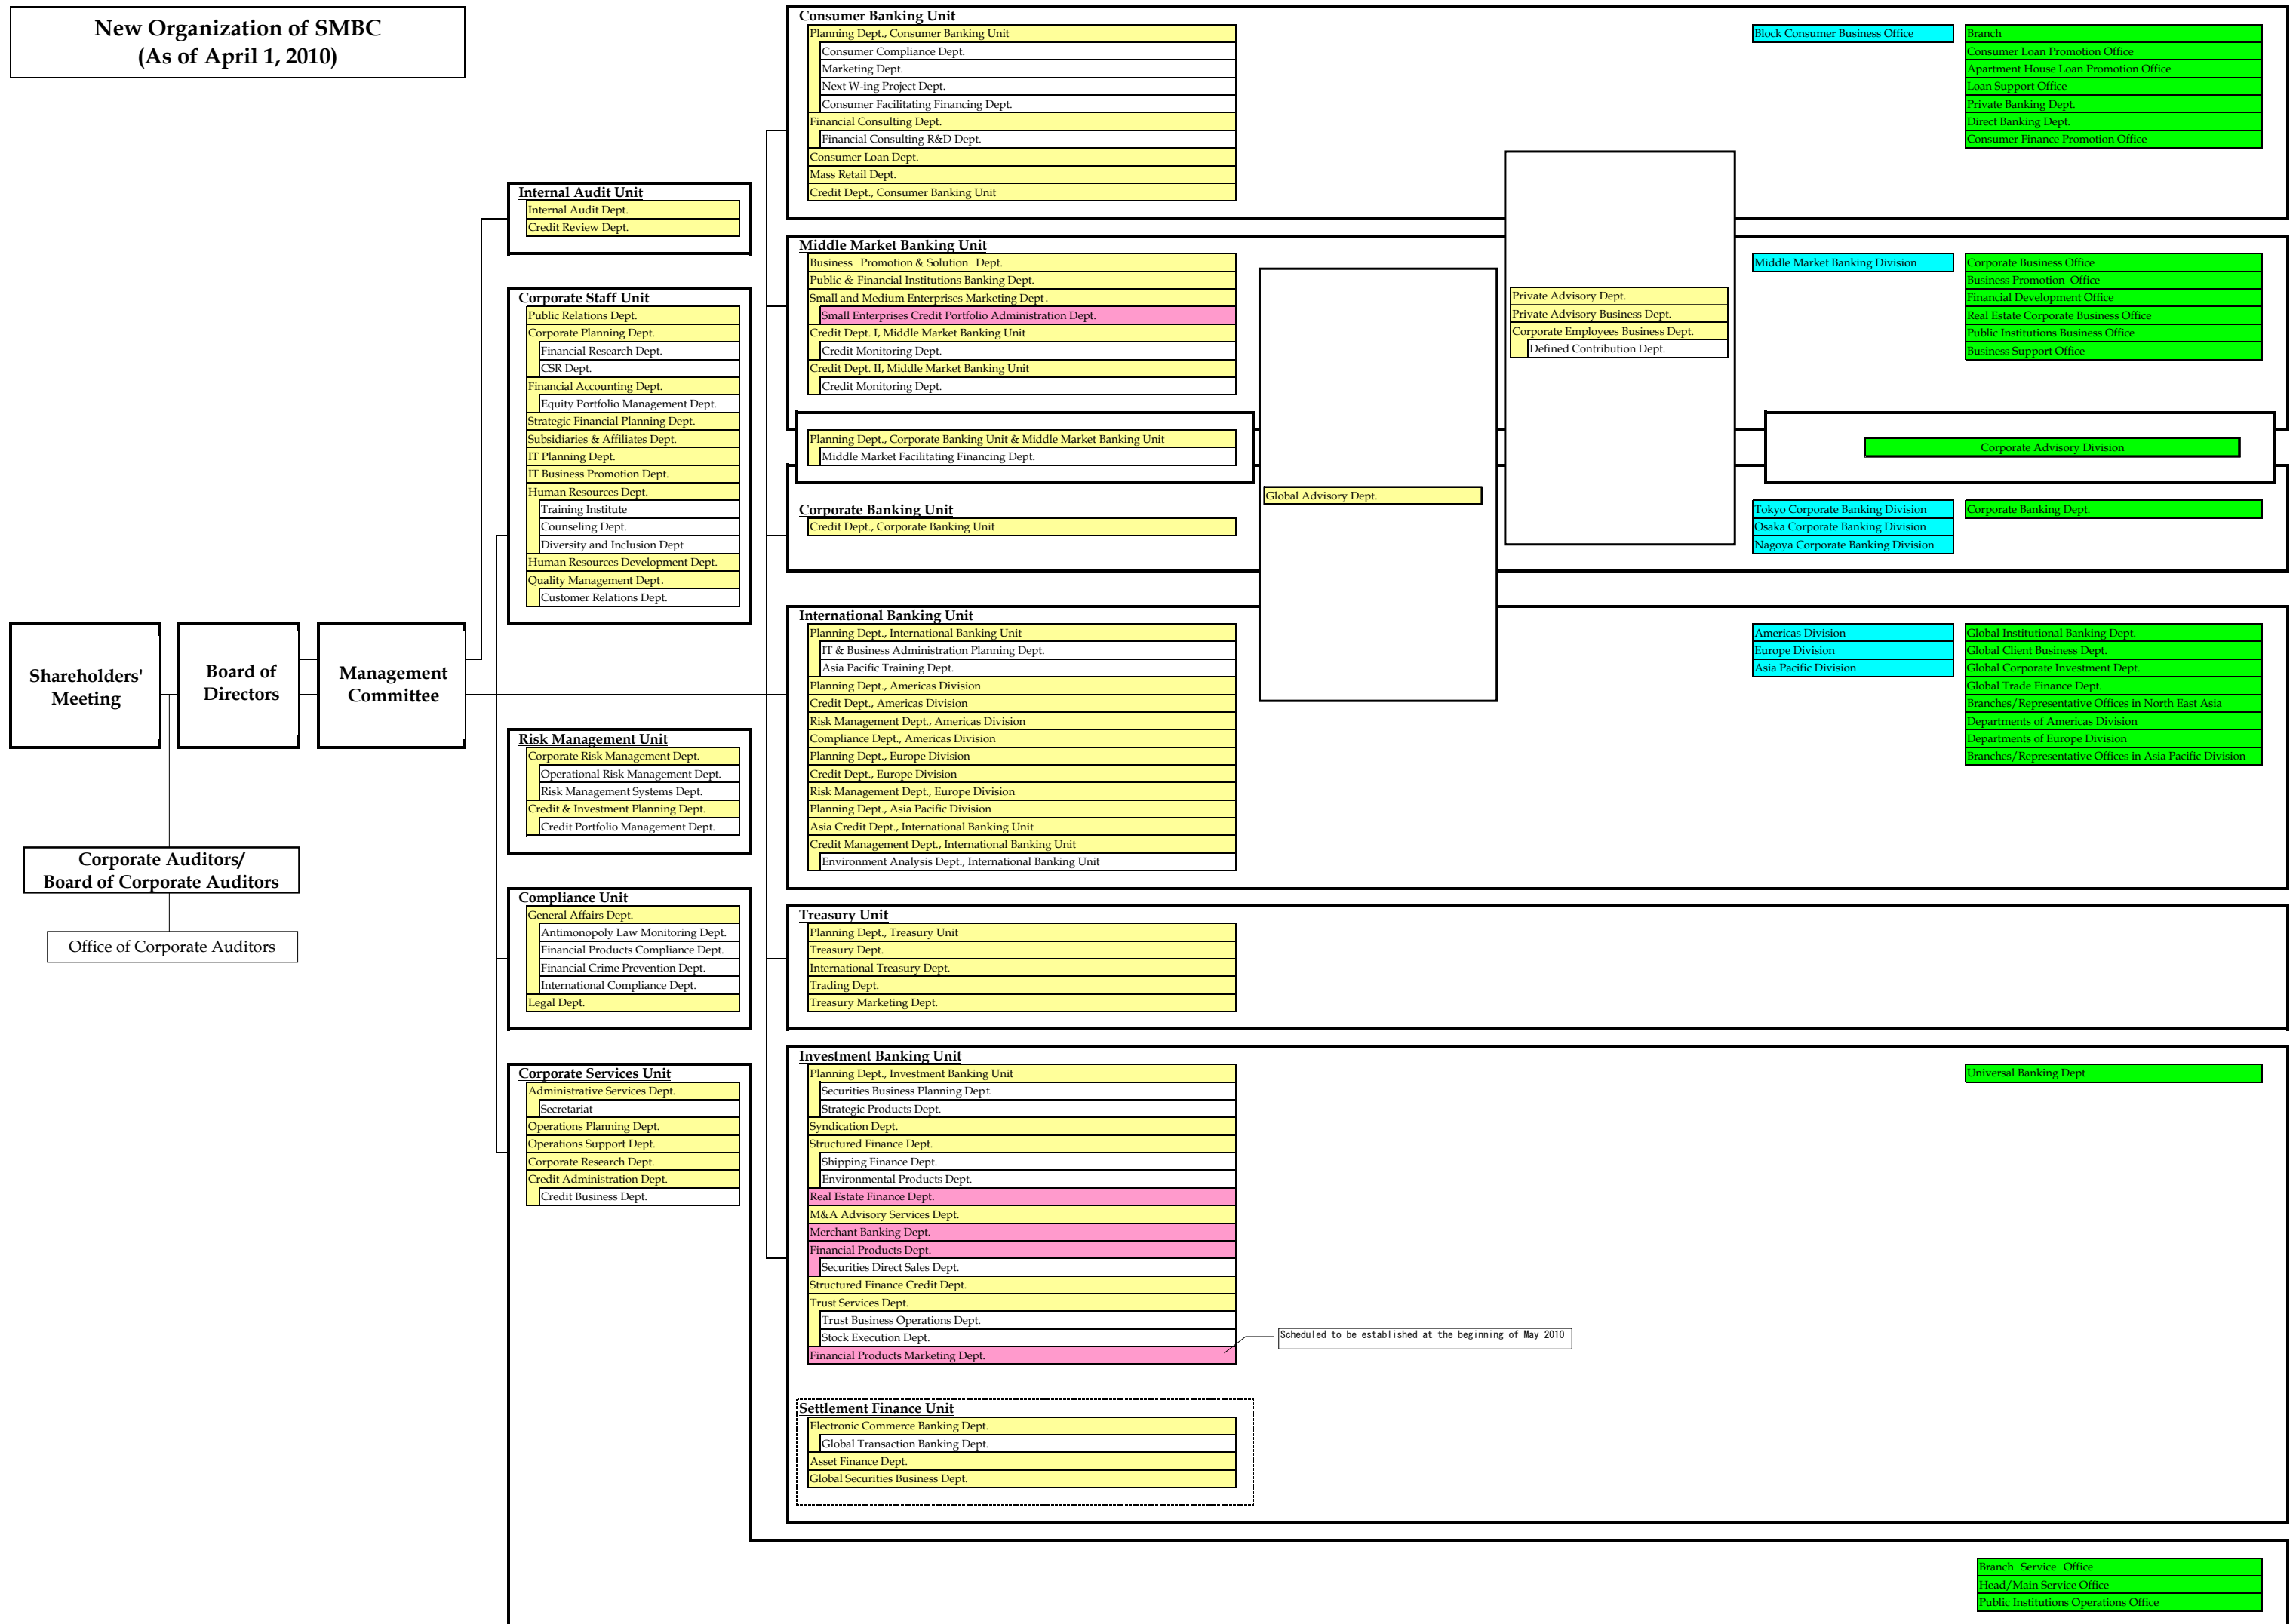 New Organization of SMBC
(As of April 1, 2010)
Shareholders'
Meeting
Board of
Directors
Management
Committee
Corporate Auditors/
Board of Corporate Auditors
Office of Corporate Auditors
Internal Audit Unit
Internal Audit Dept.
Credit Review Dept.
Corporate Staff Unit
Public Relations Dept.
Corporate Planning Dept.
Financial Research Dept.
CSR Dept.
Financial Accounting Dept.
Equity Portfolio Management Dept.
Strategic Financial Planning Dept.
Subsidiaries & Affiliates Dept.
IT Planning Dept.
IT Business Promotion Dept.
Human Resources Dept.
Training Institute
Counseling Dept.
Diversity and Inclusion Dept
Human Resources Development Dept.
Quality Management Dept.
Customer Relations Dept.
Risk Management Unit
Corporate Risk Management Dept.
Operational Risk Management Dept.
Risk Management Systems Dept.
Credit & Investment Planning Dept.
Credit Portfolio Management Dept.
Compliance Unit
General Affairs Dept.
Antimonopoly Law Monitoring Dept.
Financial Products Compliance Dept.
Financial Crime Prevention Dept.
International Compliance Dept.
Legal Dept.
Corporate Services Unit
Administrative Services Dept.
Secretariat
Operations Planning Dept.
Operations Support Dept.
Corporate Research Dept.
Credit Administration Dept.
Credit Business Dept.
Consumer Banking Unit
Planning Dept., Consumer Banking Unit
Consumer Compliance Dept.
Marketing Dept.
Next W-ing Project Dept.
Consumer Facilitating Financing Dept.
Financial Consulting Dept.
Financial Consulting R&D Dept.
Consumer Loan Dept.
Mass Retail Dept.
Credit Dept., Consumer Banking Unit
Block Consumer Business Office
Branch
Consumer Loan Promotion Office
Apartment House Loan Promotion Office
Loan Support Office
Private Banking Dept.
Direct Banking Dept.
Consumer Finance Promotion Office
Middle Market Banking Unit
Business Promotion & Solution Dept.
Public & Financial Institutions Banking Dept.
Small and Medium Enterprises Marketing Dept.
Small Enterprises Credit Portfolio Administration Dept.
Credit Dept. I, Middle Market Banking Unit
Credit Monitoring Dept.
Credit Dept. II, Middle Market Banking Unit
Credit Monitoring Dept.
Planning Dept., Corporate Banking Unit & Middle Market Banking Unit
Middle Market Facilitating Financing Dept.
Private Advisory Dept.
Private Advisory Business Dept.
Corporate Employees Business Dept.
Defined Contribution Dept.
Global Advisory Dept.
Middle Market Banking Division
Corporate Business Office
Business Promotion Office
Financial Development Office
Real Estate Corporate Business Office
Public Institutions Business Office
Business Support Office
Corporate Advisory Division
Corporate Banking Unit
Credit Dept., Corporate Banking Unit
Tokyo Corporate Banking Division
Osaka Corporate Banking Division
Nagoya Corporate Banking Division
Corporate Banking Dept.
International Banking Unit
Planning Dept., International Banking Unit
IT & Business Administration Planning Dept.
Asia Pacific Training Dept.
Planning Dept., Americas Division
Credit Dept., Americas Division
Risk Management Dept., Americas Division
Compliance Dept., Americas Division
Planning Dept., Europe Division
Credit Dept., Europe Division
Risk Management Dept., Europe Division
Planning Dept., Asia Pacific Division
Asia Credit Dept., International Banking Unit
Credit Management Dept., International Banking Unit
Environment Analysis Dept., International Banking Unit
Americas Division
Europe Division
Asia Pacific Division
Global Institutional Banking Dept.
Global Client Business Dept.
Global Corporate Investment Dept.
Global Trade Finance Dept.
Branches/Representative Offices in North East Asia
Departments of Americas Division
Departments of Europe Division
Branches/Representative Offices in Asia Pacific Division
Treasury Unit
Planning Dept., Treasury Unit
Treasury Dept.
International Treasury Dept.
Trading Dept.
Treasury Marketing Dept.
Investment Banking Unit
Planning Dept., Investment Banking Unit
Securities Business Planning Dept
Strategic Products Dept.
Syndication Dept.
Structured Finance Dept.
Shipping Finance Dept.
Environmental Products Dept.
Real Estate Finance Dept.
M&A Advisory Services Dept.
Merchant Banking Dept.
Financial Products Dept.
Securities Direct Sales Dept.
Structured Finance Credit Dept.
Trust Services Dept.
Trust Business Operations Dept.
Stock Execution Dept.
Financial Products Marketing Dept.
Scheduled to be established at the beginning of May 2010
Universal Banking Dept
Settlement Finance Unit
Electronic Commerce Banking Dept.
Global Transaction Banking Dept.
Asset Finance Dept.
Global Securities Business Dept.
Branch Service Office
Head/Main Service Office
Public Institutions Operations Office